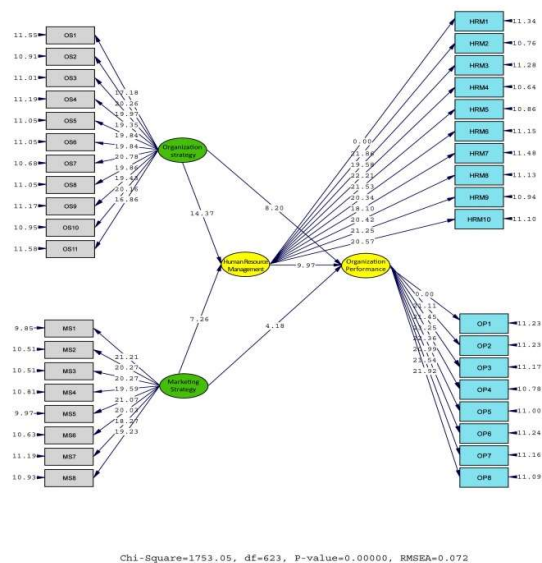 11.55 OS1
10.91 OS2
11.01 OS3
11.19 OS4
11.05 OS5
11.05 OS6
10.68 OS7
11.05 OS8
11.17 OS9
10.95 OS10
11.58 OS11
17.18
20.26
19.97
19.35
19.84
19.84
20.78
19.86
19.43
20.16
16.86
Organization
strategy
HRM1 11.34
HRM2 10.76
HRM3 11.28
HRM4 10.64
HRM5 10.86
HRM6 11.15
HRM7 11.48
HRM8 11.13
HRM9 10.94
HRM10 11.10
0.00
19.58
22.21
21.53
20.34
18.10
20.42
21.25
20.57
8.20
14.37
Human Resource
Management
9.97
Organization
Performance
7.26
4.18
9.85 MS1
10.51 MS2
10.51 MS3
10.81 MS4
9.97 MS5
10.63 MS6
11.19 MS7
10.93 MS8
21.21
20.27
20.27
19.59
21.07
20.03
18.27
19.23
Marketing
Strategy
0.00
21.11
21.45
22.36
21.92
OP1 11.23
OP2 11.23
OP3 11.17
OP4 10.78
OP5 11.00
OP6 11.24
OP7 11.16
OP8 11.09
Chi-Square=1753.05, df=623, P-value=0.00000, RMSEA=0.072